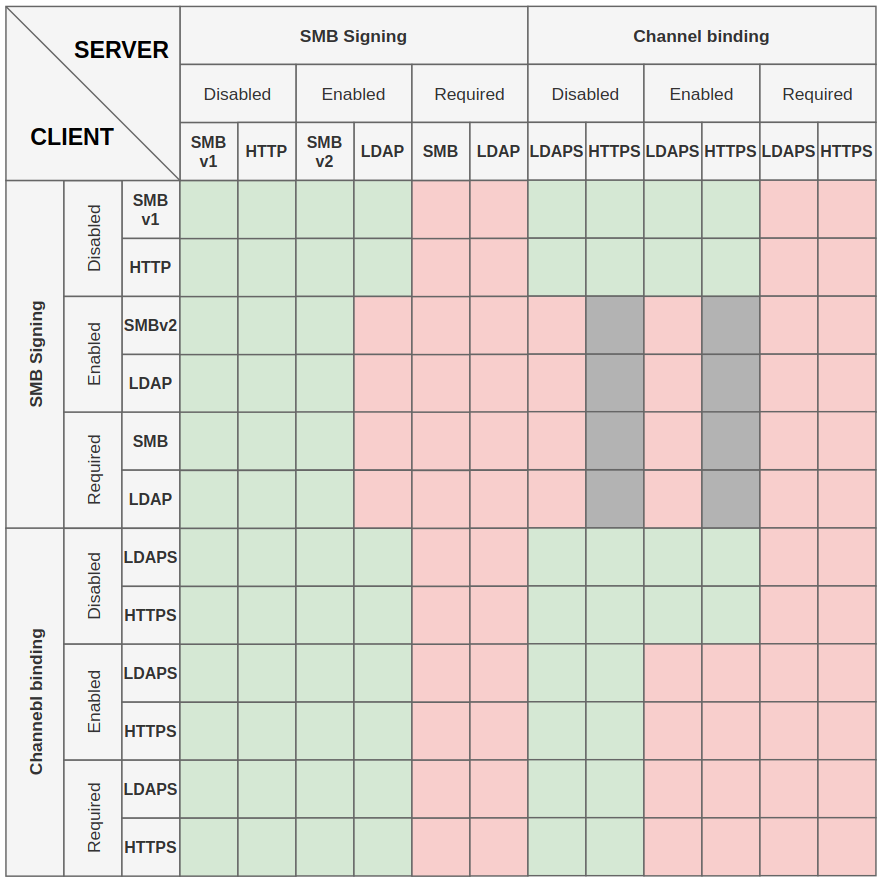 SERVER
CLIENT
SMB Signing
Channel binding
Disabled
Enabled
Required
Disabled
Enabled
Required
SMB
v1
HTTP
SMB
v2
LDAP
SMB
LDAP
LDAPS
HTTPS
LDAPS
HTTPS
LDAPS
HTTPS
SMB Signing
Disabled
SMB
v1
HTTP
Enabled
SMBv2
LDAP
Required
SMB
LDAP
Channebl binding
Disabled
LDAPS
HTTPS
Enabled
LDAPS
HTTPS
Required
LDAPS
HTTPS